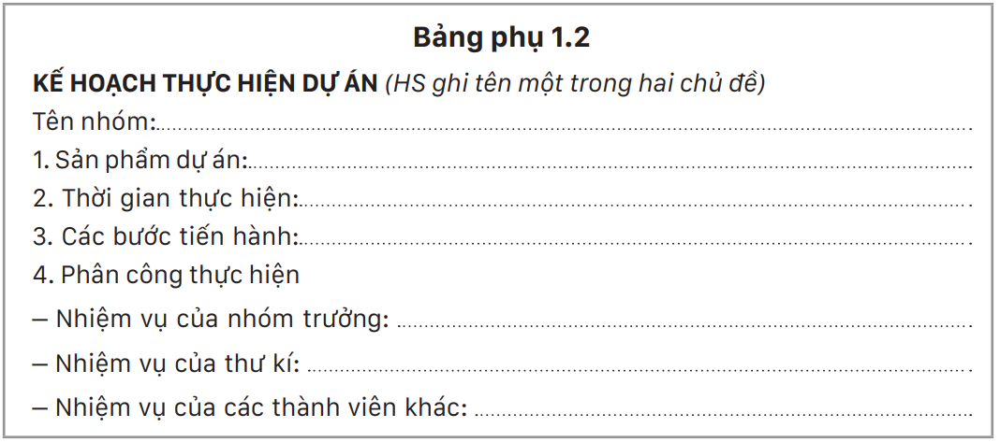 Bảng phụ 1.2
KẾ HOẠCH THỰC HIỆN DỰ ÁN (HS ghi tên một trong hai chủ đề)
Tên nhóm:........................................................................................................................
1. Sản phẩm dự án:............................................................................................................
2. Thời gian thực hiện:.....................................................................................................
3. Các bước tiến hành:.....................................................................................................
4. Phân công thực hiện
– Nhiệm vụ của nhóm trưởng: .....................................................................................
– Nhiệm vụ của thư kí: ..................................................................................................
– Nhiệm vụ của các thành viên khác: .........................................................................